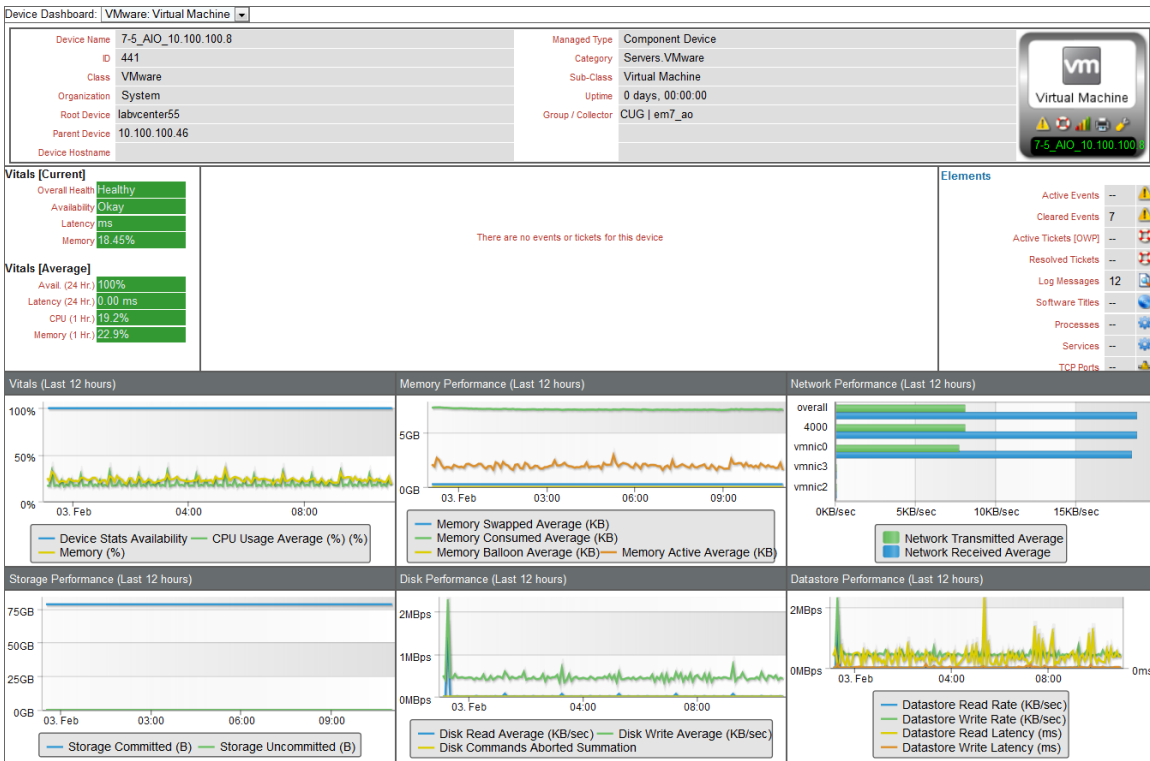 Device Dashboard: VMware: Virtual Machine
Device Name 7-5_AIO_10.100.100.8 Managed Type Component Device
ID 441 Category Servers.VMware
Class VMware Sub-Class Virtual Machine
Organization System Uptime 0 days, 00:00:00
Root Device labvcenter55 Group / Collector CUG | em7_ao
Parent Device 10.100.100.46
Device Hostname
vm
Virtual Machine
7-5_AIO_10.100.100.8
Vitals [Current]
Overall Health Healthy
Availability Okay
Latency ms
Memory 18.45%
Vitals [Average]
Avail. (24 Hr.) 100%
Latency (24 Hr.) 0.00 ms
CPU (1 Hr.) 19.2%
Memory (1 Hr.) 22.9%
There are no events or tickets for this device
Elements
Active Events --
Cleared Events 7
Active Tickets [OWP] --
Resolved Tickets --
Log Messages 12
Software Titles --
Processes --
Services --
TCP Ports --
Vitals (Last 12 hours)
100%
50%
0%
03. Feb 04:00 08:00
Device Stats Availability CPU Usage Average (%) (%)
Memory (%)
Memory Performance (Last 12 hours)
5GB
0GB
03. Feb 03:00 06:00 09:00
Memory Swapped Average (KB)
Memory Consumed Average (KB)
Memory Balloon Average (KB) Memory Active Average (KB)
Network Performance (Last 12 hours)
overall
4000
vmnic0
vmnic3
vmnic2
0KB/sec 5KB/sec 10KB/sec 15KB/sec
Network Transmitted Average
Network Received Average
Storage Performance (Last 12 hours)
75GB
50GB
25GB
0GB
03. Feb 03:00 06:00 09:00
Storage Committed (B) Storage Uncommitted (B)
Disk Performance (Last 12 hours)
2MBps
1MBps
0MBps
03. Feb 04:00 08:00
Disk Read Average (KB/sec) Disk Write Average (KB/sec)
Disk Commands Aborted Summation
Datastore Performance (Last 12 hours)
2MBps
0MBps 0ms
03. Feb 04:00 08:00
Datastore Read Rate (KB/sec)
Datastore Write Rate (KB/sec)
Datastore Read Latency (ms)
Datastore Write Latency (ms)